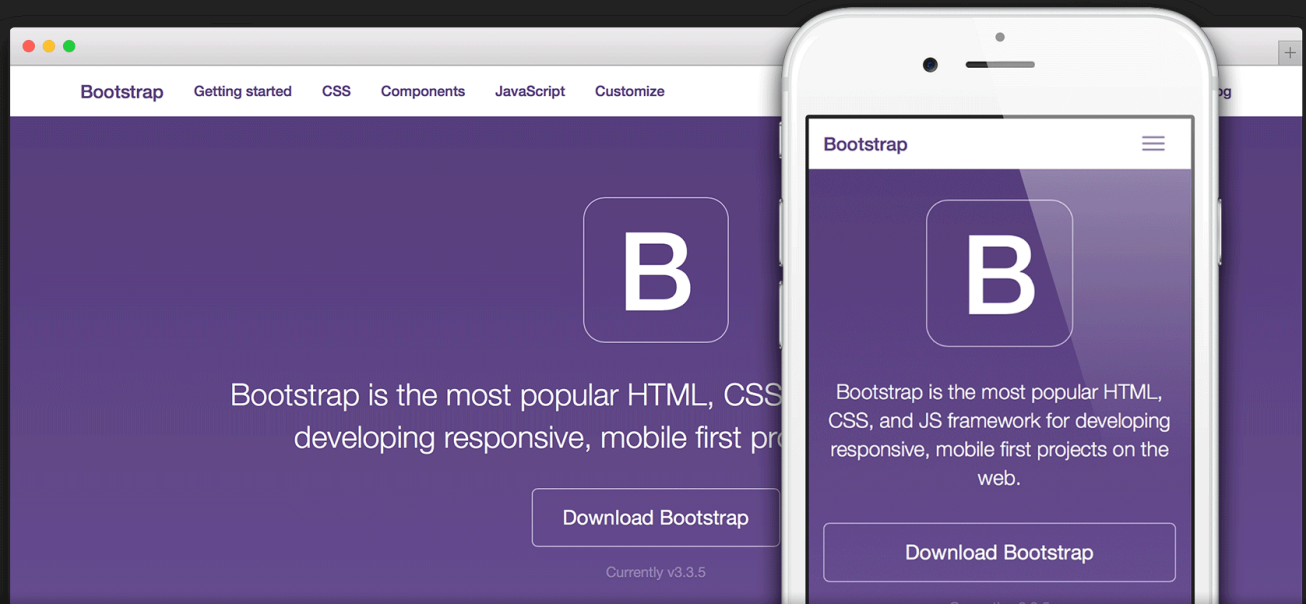 Bootstrap
Getting started
CSS
Components
JavaScript
Customize
B
Bootstrap is the most popular HTML, CSS
developing responsive, mobile first
Download Bootstrap
Currently v3.3.5
Bootstrap
B
Bootstrap is the most popular HTML,
CSS, and JS framework for developing
responsive, mobile first projects on the
web.
Download Bootstrap